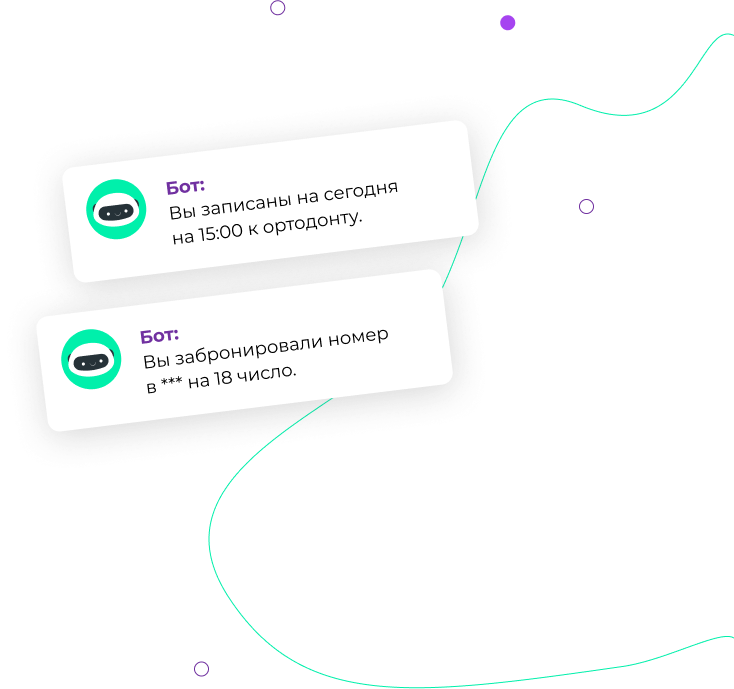 Бот:
Вы записаны на сегодня
на 15:00 к ортодонту.
Бот:
Вы забронировали номер
в *** на 18 число.